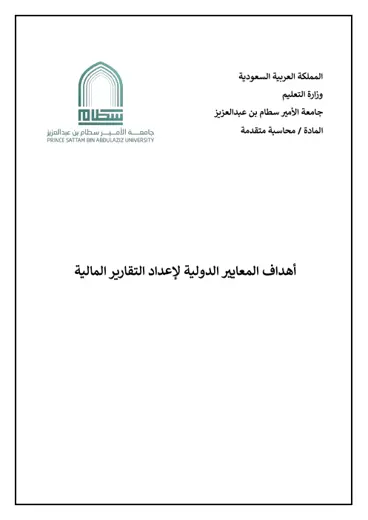 المملكة العربية السعودية
وزارة التعليم
جامعة الأمير سطام بن عبدالعزيز
المادة / محاسبة متقدمة
سطام
جامعة الأمير سطام بن عبدالعزيز
PRINCE SATTAM BIN ABDULAZIZ UNIVERSITY
أهداف المعايير الدولية لإعداد التقارير المالية